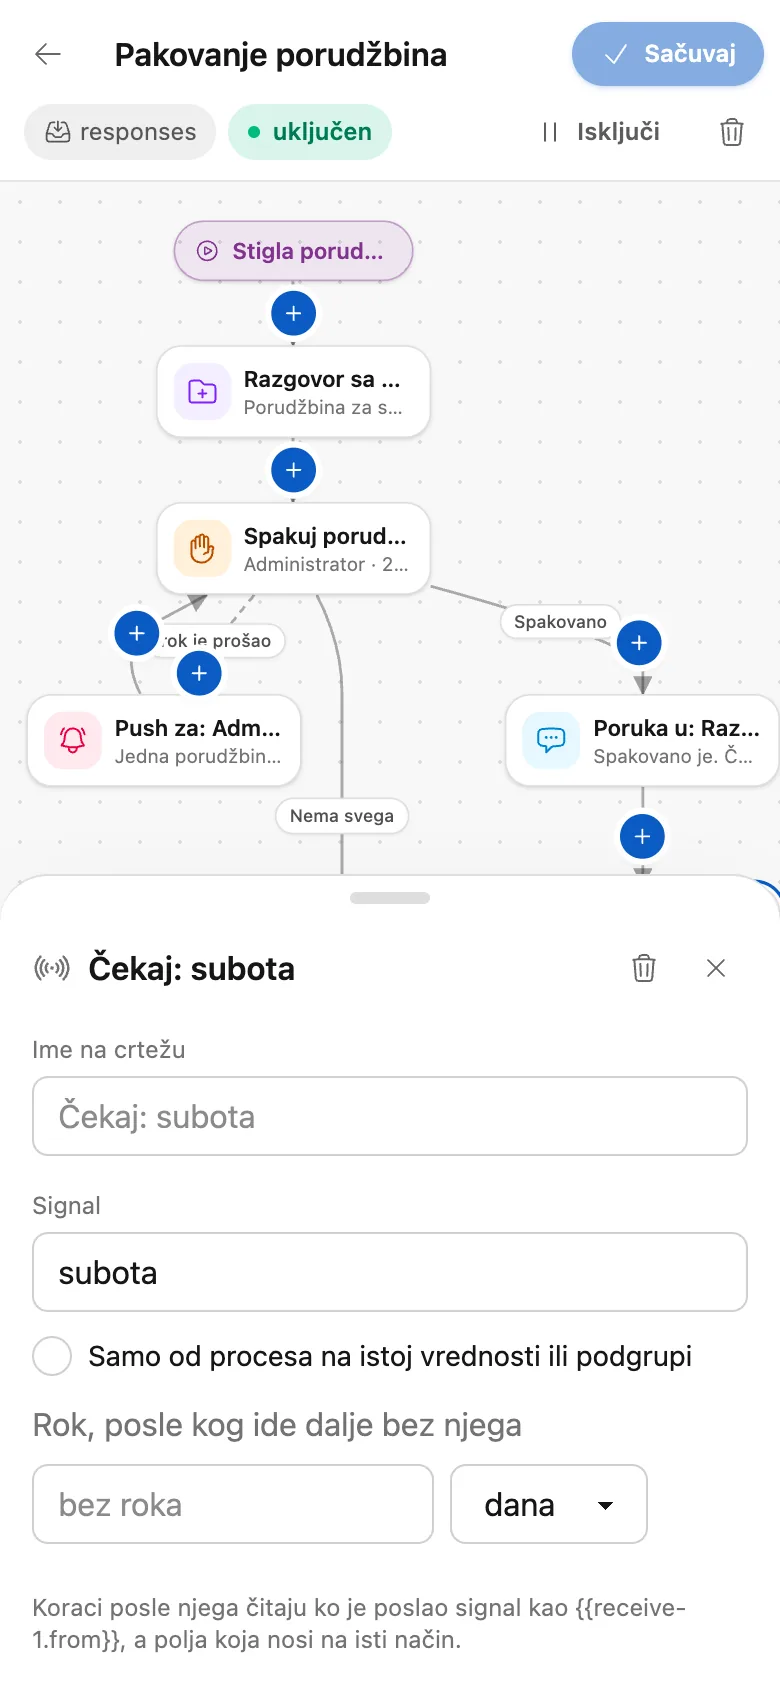 Pakovanje porudžbina
Sačuvaj
responses
uključen
Isključi
Stigla porud...
Razgovor sa ...
Porudžbina za s...
Spakuj porud...
Administrator · 2...
rok je prošao
Spakovano
Push za: Adm...
Jedna porudžbin...
Poruka u: Raz...
Spakovano je. Č...
Nema svega
Čekaj: subota
Ime na crtežu
Čekaj: subota
Signal
subota
Samo od procesa na istoj vrednosti ili podgrupi
Rok, posle kog ide dalje bez njega
bez roka
dana
Koraci posle njega čitaju ko je poslao signal kao {{receive-
1.from}}, a polja koja nosi na isti način.